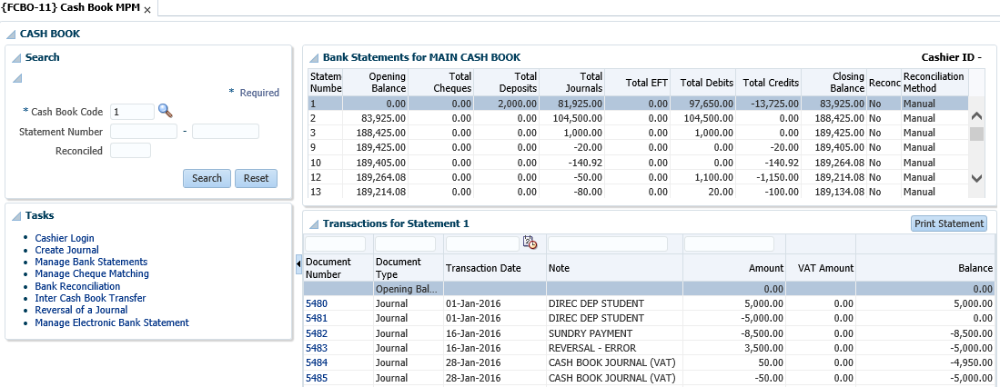 {FCBO-11} Cash Book MPM
CASH BOOK
Search
* Required
* Cash Book Code 1
Statement Number -
Reconciled
Search Reset
Tasks
Cashier Login
Create Journal
Manage Bank Statements
Manage Cheque Matching
Bank Reconciliation
Inter Cash Book Transfer
Reversal of a Journal
Manage Electronic Bank Statement
Bank Statements for MAIN CASH BOOK Cashier ID -
Statem Opening Total Total Total Total EFT Total Debits Total Credits Closing Reconc Reconciliation
Numbe Balance Cheques Deposits Journals Balance Method
1 0.00 0.00 2,000.00 81,925.00 0.00 97,650.00 -13,725.00 83,925.00 No Manual
2 83,925.00 0.00 0.00 104,500.00 0.00 104,500.00 0.00 188,425.00 No Manual
3 188,425.00 0.00 0.00 1,000.00 0.00 1,000.00 0.00 189,425.00 No Manual
9 189,425.00 0.00 0.00 -20.00 0.00 0.00 -20.00 189,405.00 No Manual
10 189,405.00 0.00 0.00 -140.92 0.00 0.00 -140.92 189,264.08 No Manual
12 189,264.08 0.00 0.00 -50.00 0.00 1,100.00 -1,150.00 189,214.08 No Manual
13 189,214.08 0.00 0.00 -80.00 0.00 20.00 -100.00 189,134.08 No Manual
Transactions for Statement 1 Print Statement
Document Document Transaction Date Note Amount VAT Amount Balance
Number Type
Opening Bal... 0.00 0.00
5480 Journal 01-Jan-2016 DIREC DEP STUDENT 5,000.00 0.00 5,000.00
5481 Journal 01-Jan-2016 DIREC DEP STUDENT -5,000.00 0.00 0.00
5482 Journal 16-Jan-2016 SUNDRY PAYMENT -8,500.00 0.00 -8,500.00
5483 Journal 16-Jan-2016 REVERSAL - ERROR 3,500.00 0.00 -5,000.00
5484 Journal 28-Jan-2016 CASH BOOK JOURNAL (VAT) 50.00 0.00 -4,950.00
5485 Journal 28-Jan-2016 CASH BOOK JOURNAL (VAT) -50.00 0.00 -5,000.00